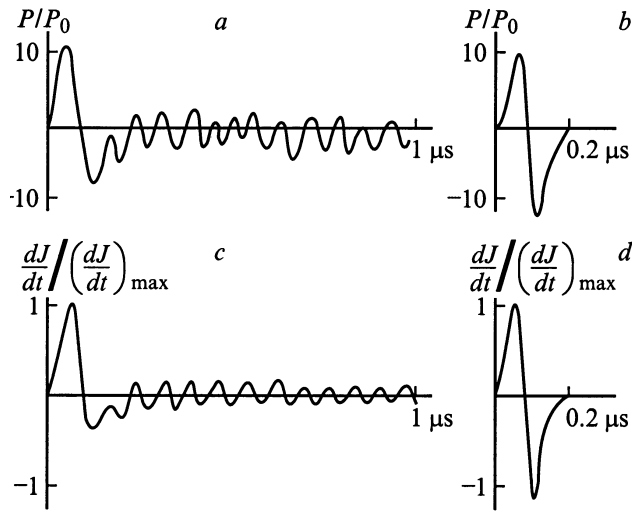 P/P₀ a
10
1 μs
-10
P/P₀ b
10
0.2 μs
−10
dJ/dt / (dJ/dt)max c
1
1 μs
−1
dJ/dt / (dJ/dt)max d
1
0.2 μs
−1